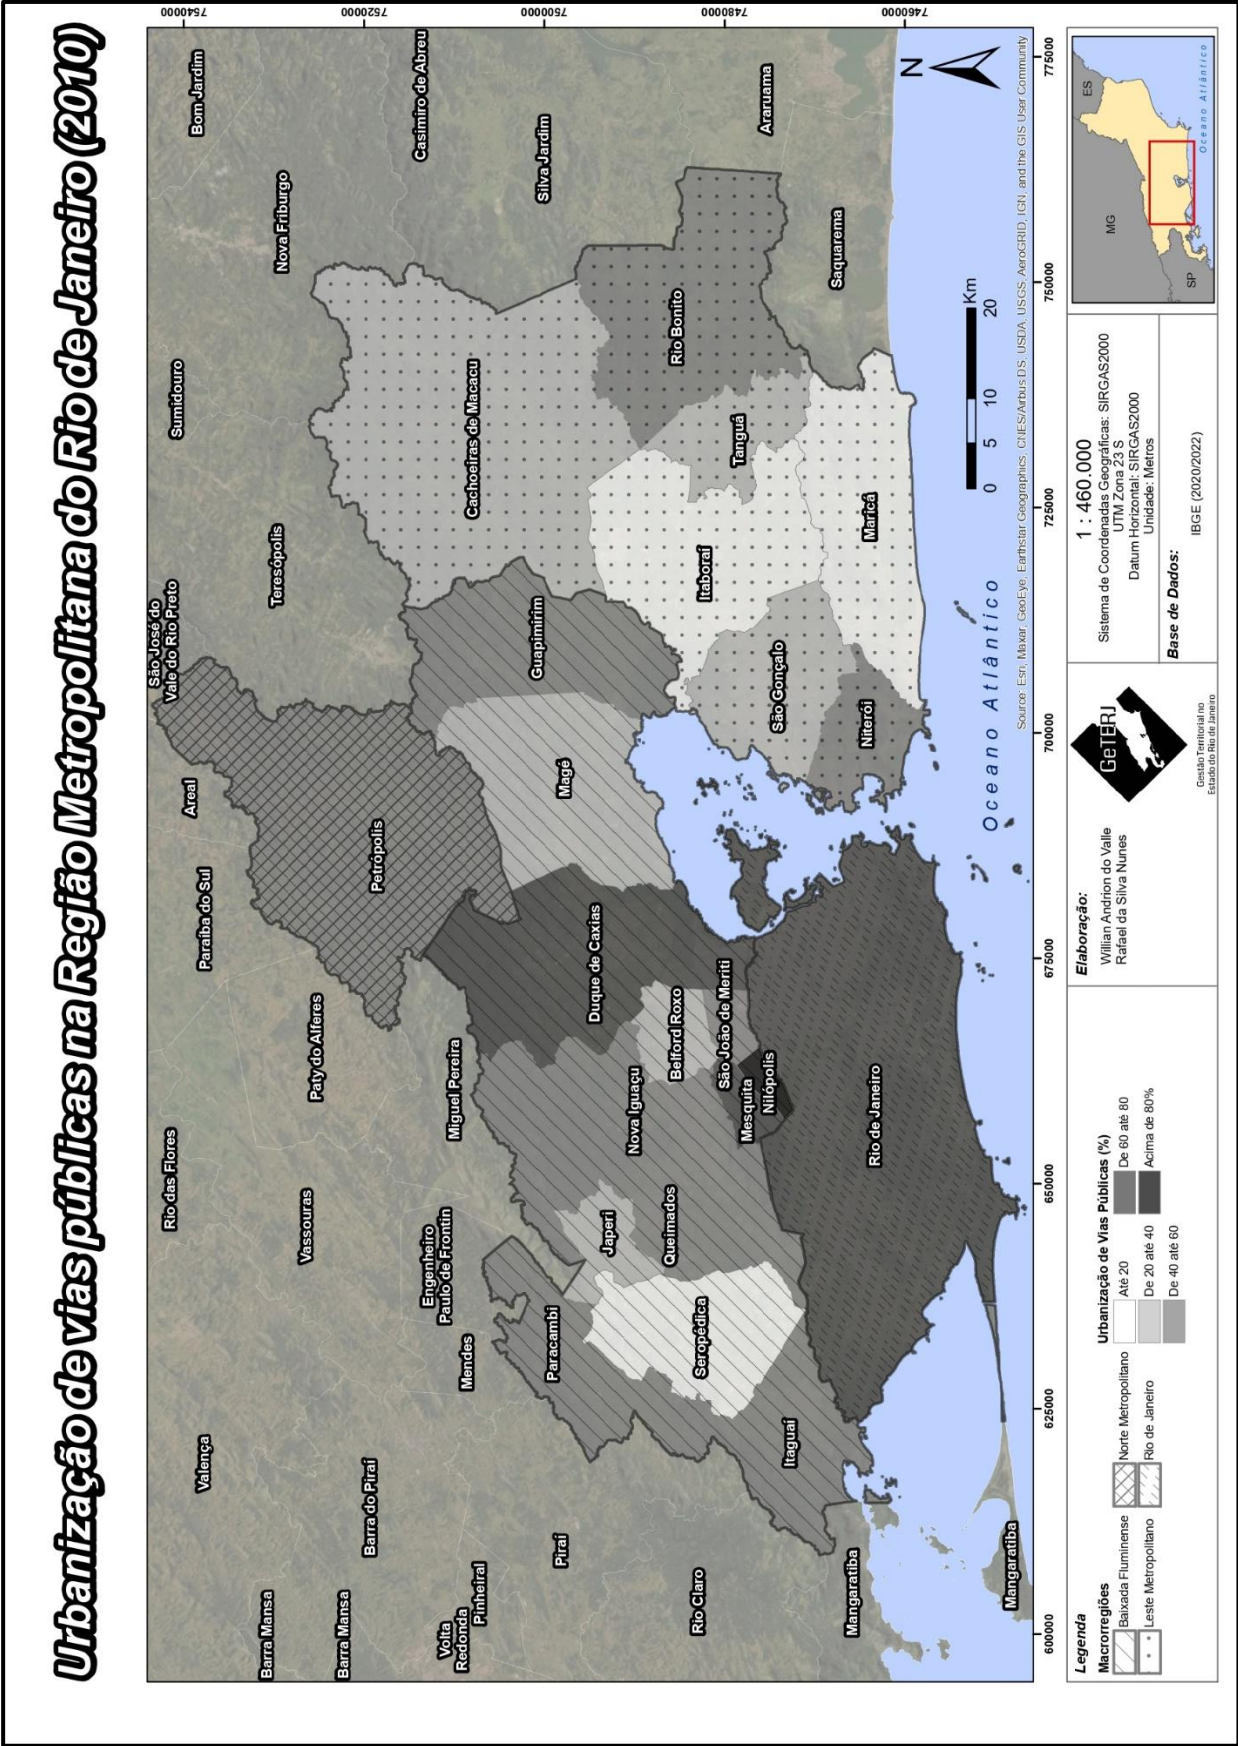 Urbanização de vias públicas na Região Metropolitana do Rio de Janeiro (2010)
7540000
7520000
7500000
7480000
7460000
600000
625000
650000
675000
700000
725000
750000
775000
Barra Mansa
Barra Mansa
Volta
Redonda
Pinheiral
Piraí
Rio Claro
Mangaratiba
Mangaratiba
Valença
Barra do Piraí
Rio das Flores
Vassouras
Mendes
Engenheiro
Paulo de Frontin
Paty do Alferes
Miguel Pereira
Paraíba do Sul
Areal
São José do
Vale do Rio Preto
Teresópolis
Sumidouro
Nova Friburgo
Bom Jardim
Casimiro de Abreu
Silva Jardim
Araruama
Saquarema
Petrópolis
Paracambi
Japeri
Seropédica
Itaguaí
Queimados
Nova Iguaçu
Belford Roxo
Duque de Caxias
São João de Meriti
Mesquita
Nilópolis
Rio de Janeiro
Magé
Guapimirim
Cachoeiras de Macacu
Itaboraí
Tanguá
Rio Bonito
São Gonçalo
Niterói
Maricá
Oceano Atlântico
N
0 5 10 20
Km
Source: Esri, Maxar, GeoEye, Earthstar Geographics, CNES/Airbus DS, USDA, USGS, AeroGRID, IGN, and the GIS User Community
Legenda
Macrorregiões
Baixada Fluminense
Norte Metropolitano
Leste Metropolitano
Rio de Janeiro
Urbanização de Vias Públicas (%)
Até 20
De 20 até 40
De 40 até 60
De 60 até 80
Acima de 80%
Elaboração:
Willian Andrion do Valle
Rafael da Silva Nunes
GeTERJ
Gestão Territorial no
Estado do Rio de Janeiro
1 : 460.000
Sistema de Coordenadas Geográficas: SIRGAS2000
UTM Zona 23 S
Datum Horizontal: SIRGAS2000
Unidade: Metros
Base de Dados:
IBGE (2020/2022)
MG
ES
SP
Oceano Atlântico